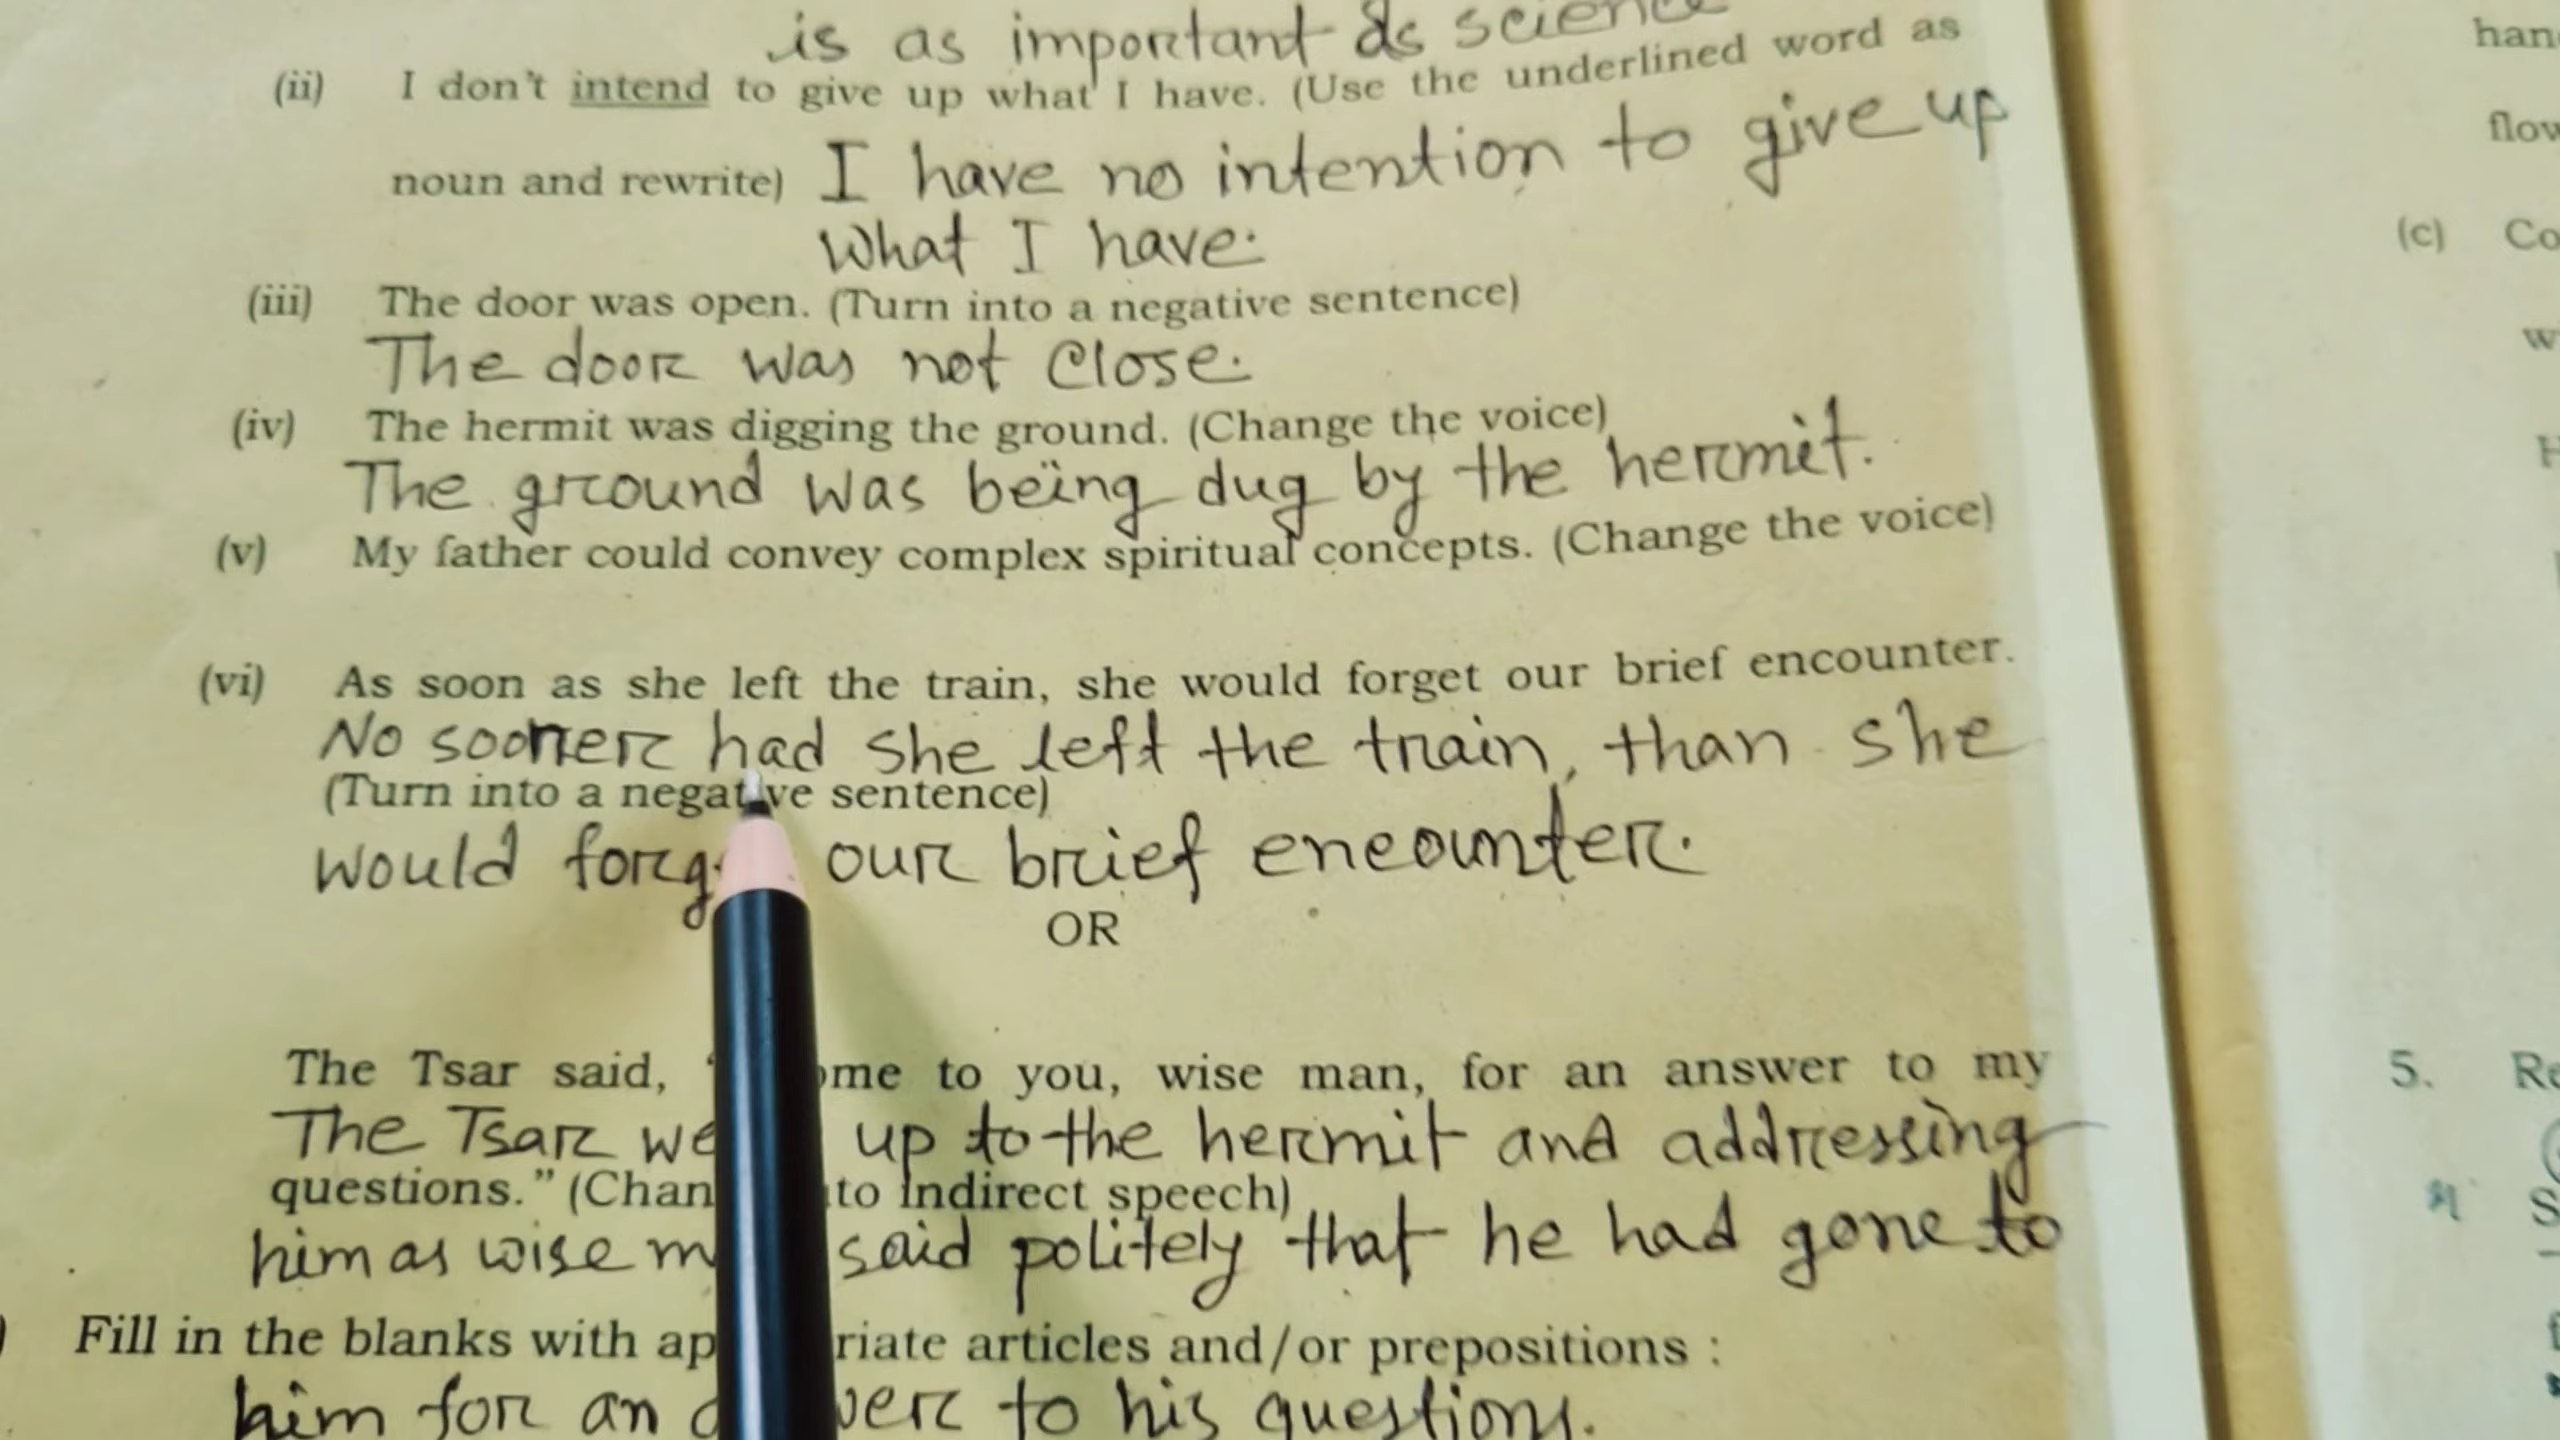 is as important as science
(ii) I don't intend to give up what I have. (Use the underlined word as
noun and rewrite) I have no intention to give up
what I have.
(iii) The door was open. (Turn into a negative sentence)
The door was not close.
(iv) The hermit was digging the ground. (Change the voice)
The ground was being dug by the hermit.
(v) My father could convey complex spiritual concepts. (Change the voice)
(vi) As soon as she left the train, she would forget our brief encounter.
No sooner had she left the train, than she
(Turn into a negative sentence)
would forg our brief encounter.
OR
The Tsar said, ome to you, wise man, for an answer to my
The Tsar we up to the hermit and addressing
questions." (Chan to Indirect speech)
him as wise m said politely that he had gone to
Fill in the blanks with ap riate articles and/or prepositions :
him for an a wer to his questions.
han
flow
(c) Co
w
H
5. Re
S